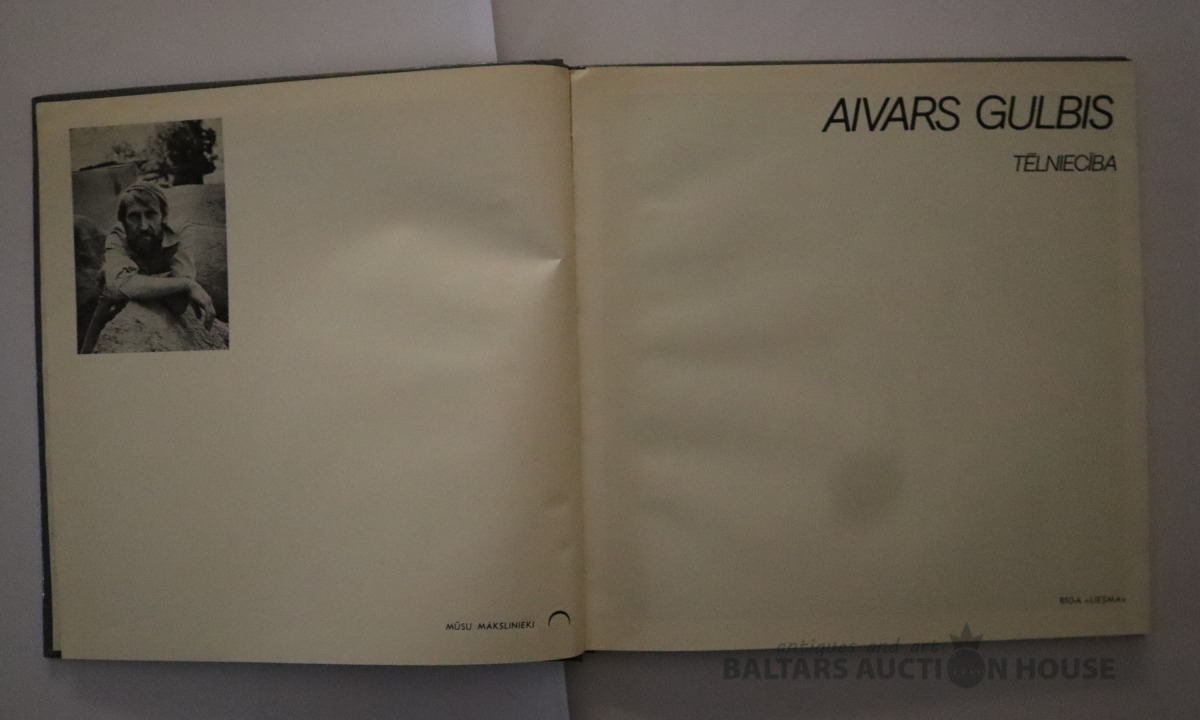 MŪSU MĀKSLINIEKI
AIVARS GULBIS
TĒLNIECĪBA
RĪGA «LIESMA»
antiques and art
BALTARS AUCTION HOUSE